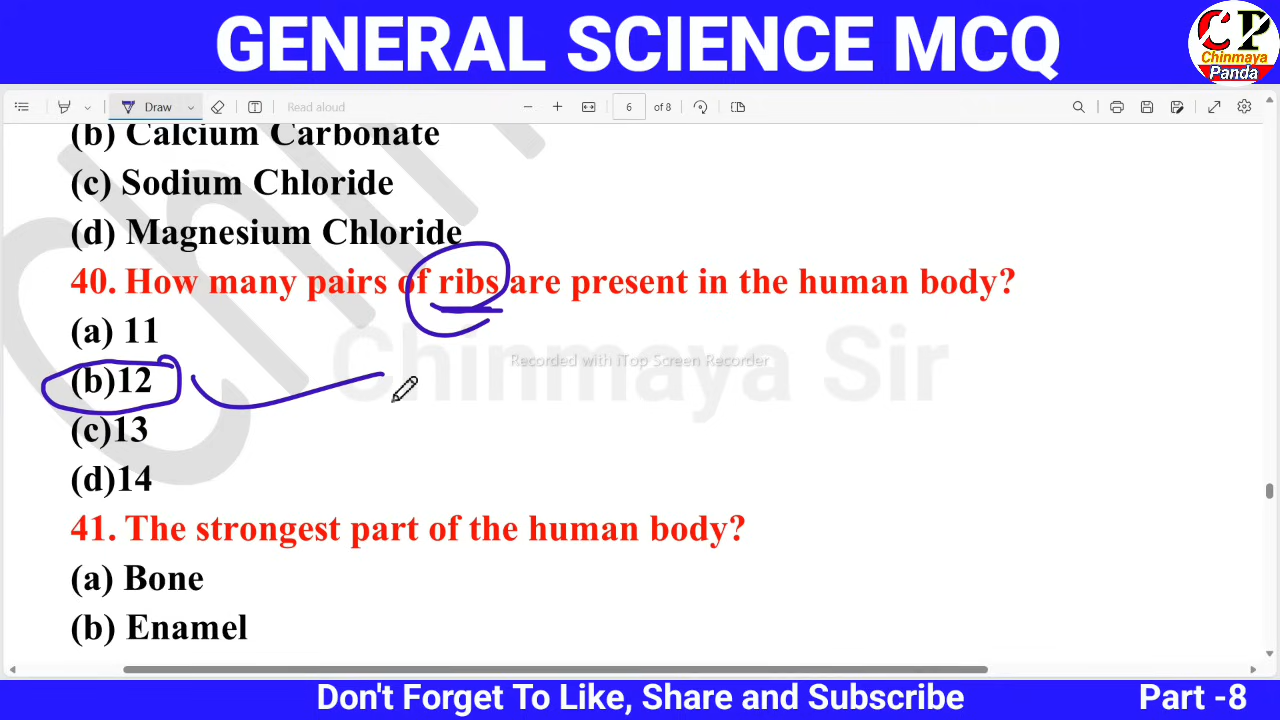 GENERAL SCIENCE MCQ
CP
Chinmaya
Panda
Draw
Read aloud
6 of 8
(b) Calcium Carbonate
(c) Sodium Chloride
(d) Magnesium Chloride
40. How many pairs of ribs are present in the human body?
(a) 11
Chinmaya Sir
Recorded with iTop Screen Recorder
(b)12
(c)13
(d)14
41. The strongest part of the human body?
(a) Bone
(b) Enamel
Don't Forget To Like, Share and Subscribe
Part -8